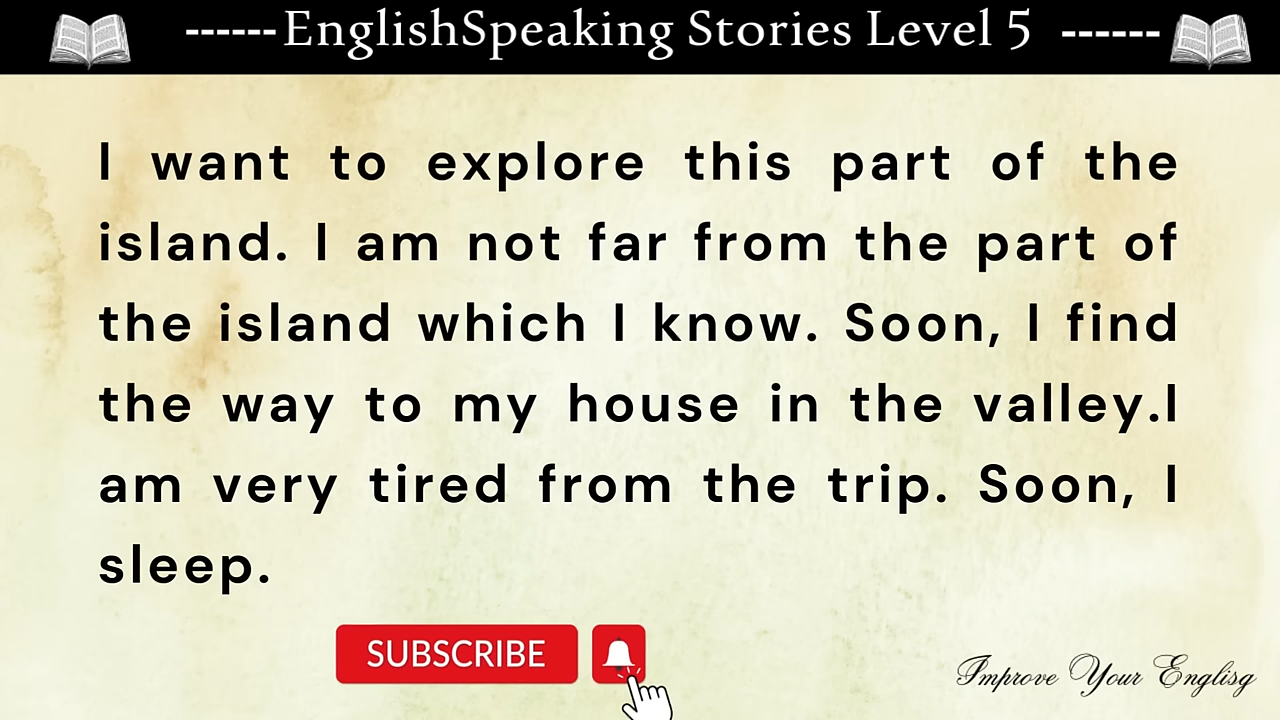 ------EnglishSpeaking Stories Level 5 ------
I want to explore this part of the
island. I am not far from the part of
the island which I know. Soon, I find
the way to my house in the valley.I
am very tired from the trip. Soon, I
sleep.
SUBSCRIBE
Improve Your Englisg